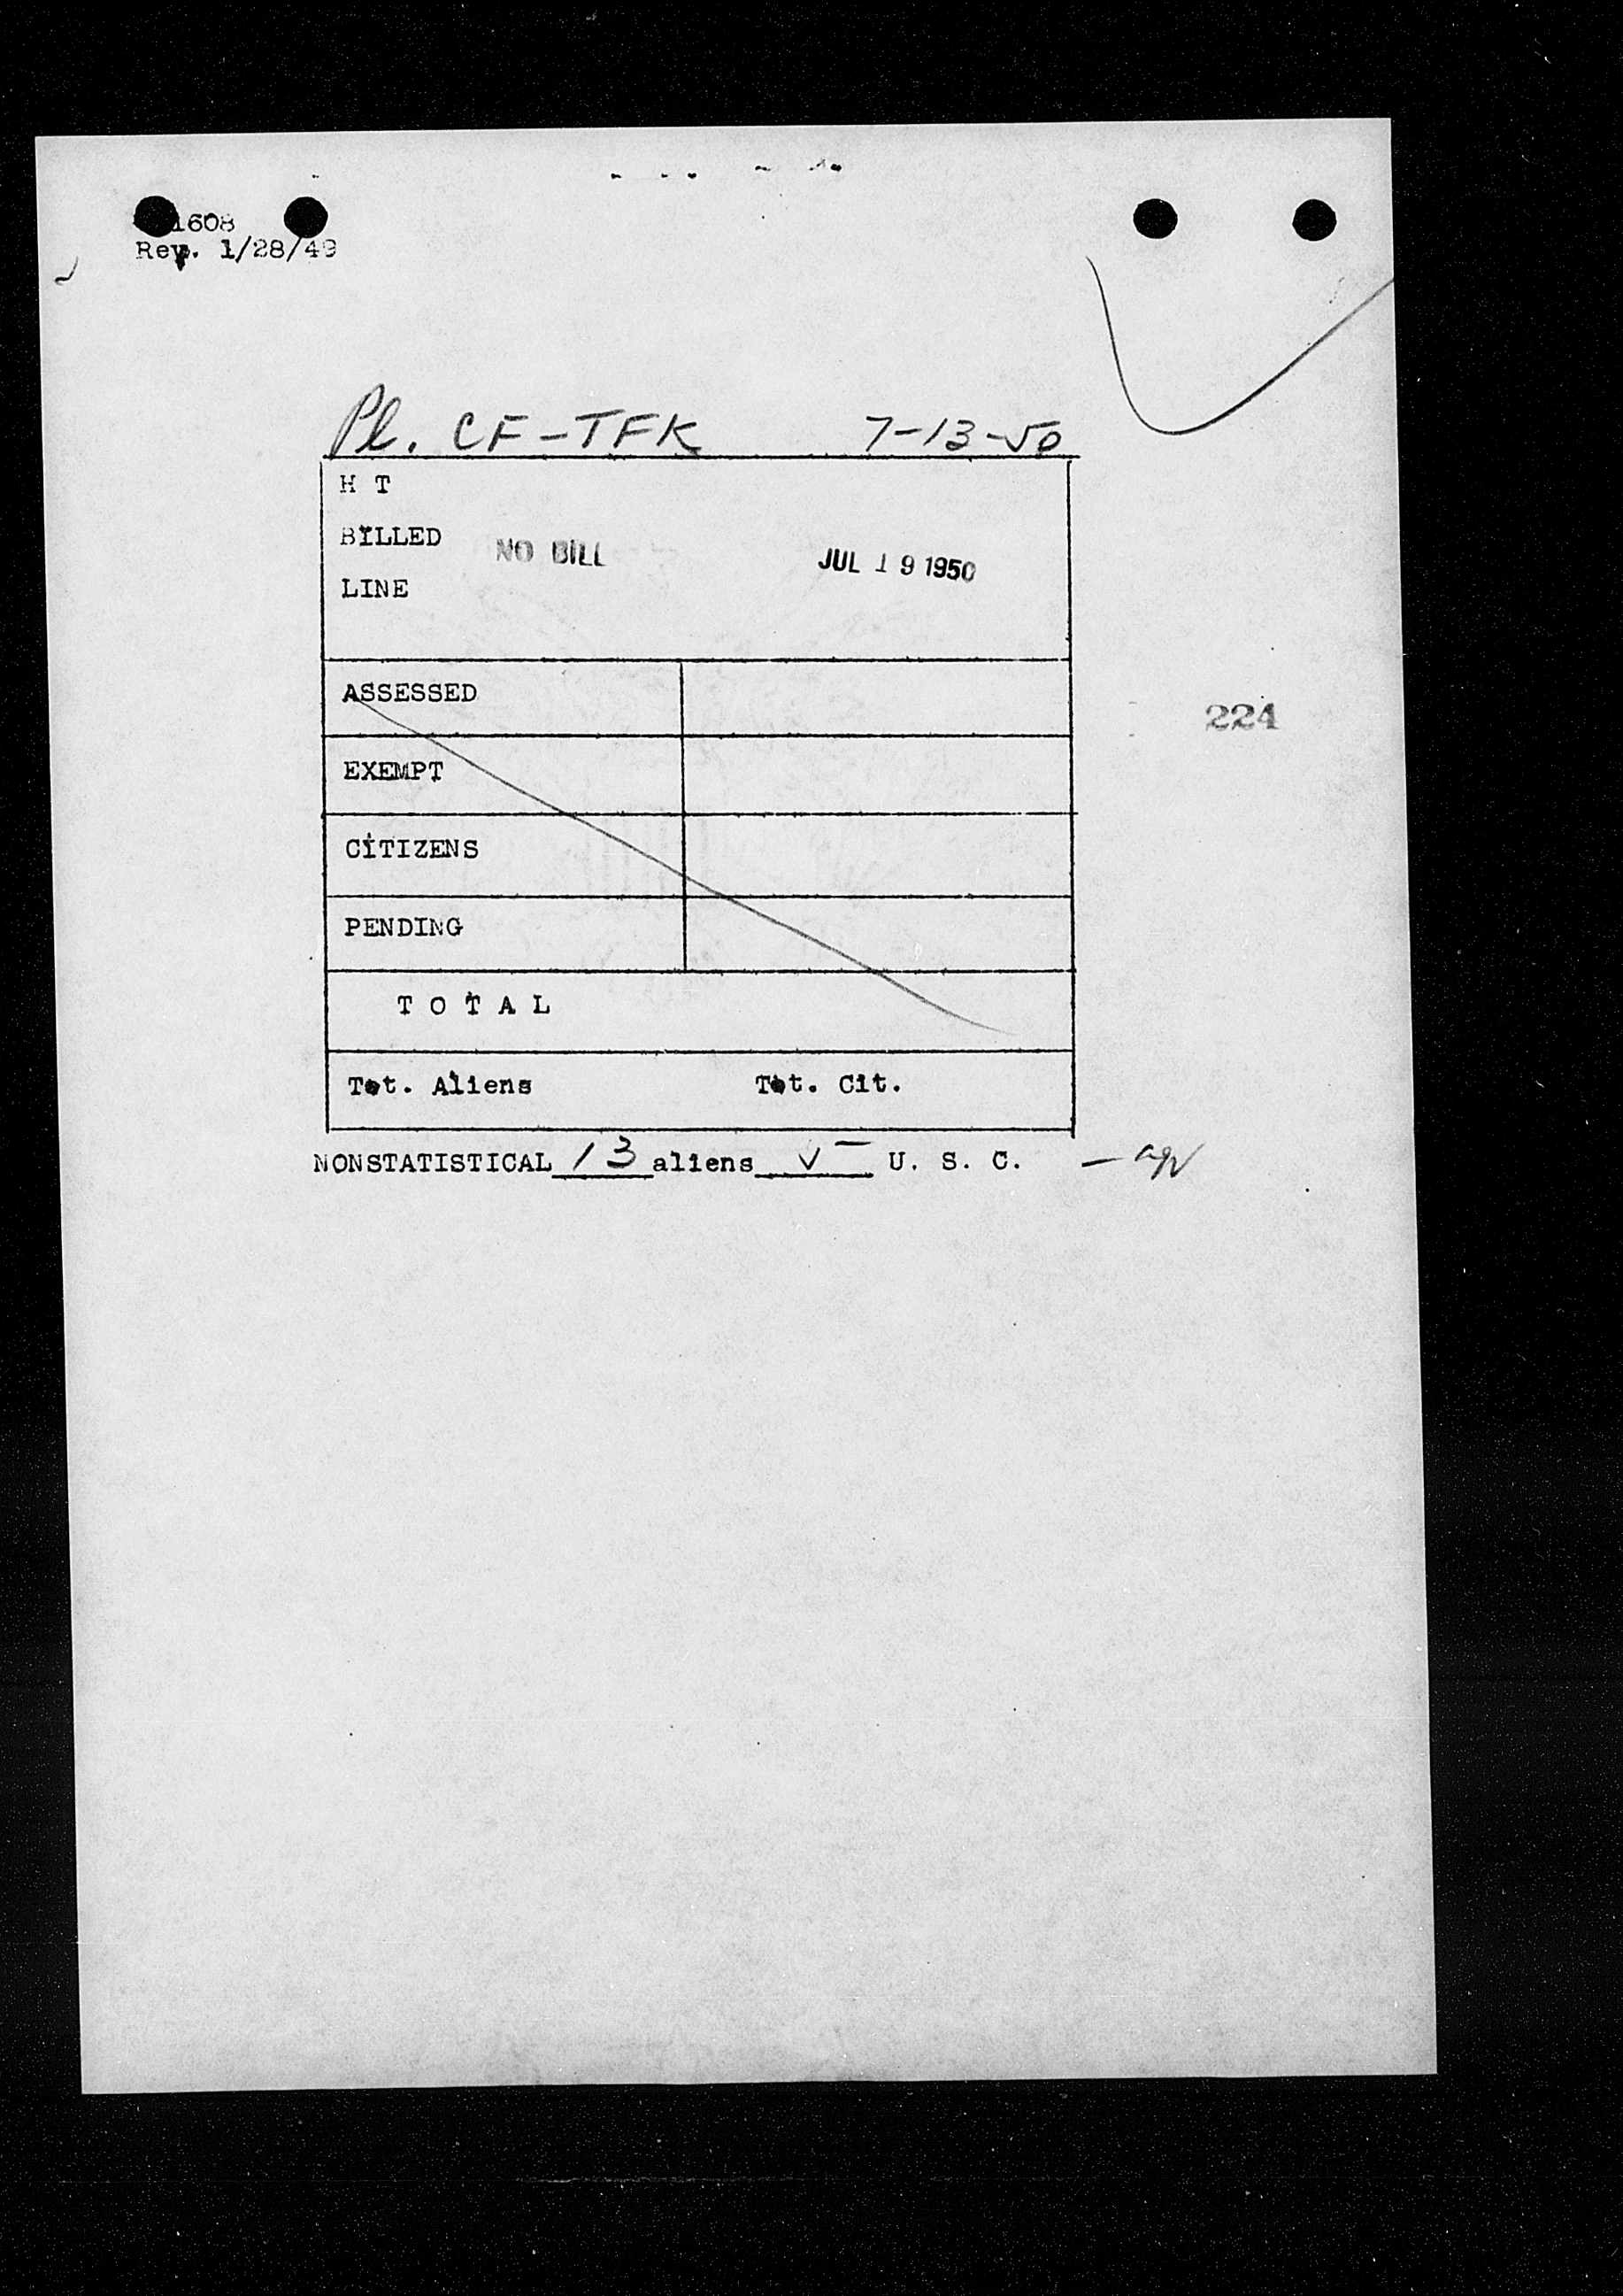 1608
Rev. 1/28/49
Pl. CF-TFK 7-13-50
H T
BILLED NO BILL JUL 19 1950
LINE
ASSESSED
224
EXEMPT
CITIZENS
PENDING
T O T A L
Tot. Aliens Tot. Cit.
NONSTATISTICAL 13 aliens 5 U. S. C.